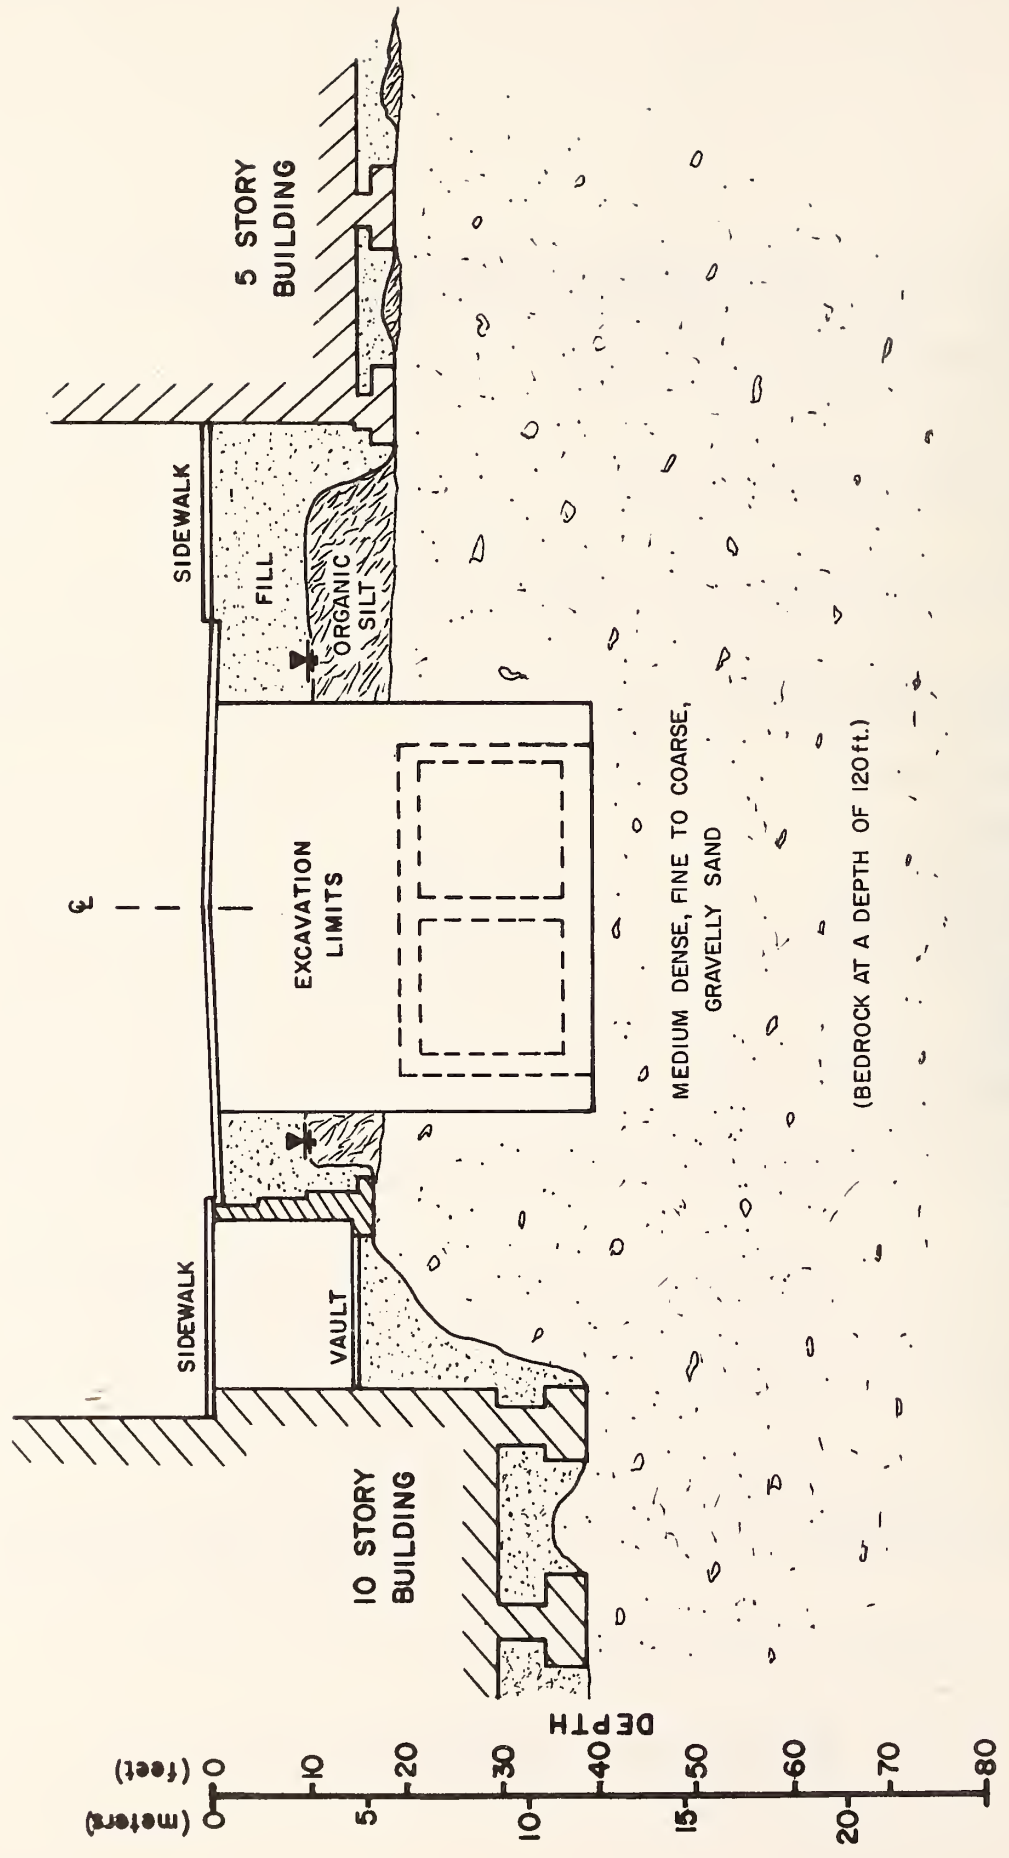 ℄
SIDEWALK
SIDEWALK
10 STORY
BUILDING
VAULT
EXCAVATION
LIMITS
FILL
ORGANIC
SILT
5 STORY
BUILDING
MEDIUM DENSE, FINE TO COARSE,
GRAVELLY SAND
(BEDROCK AT A DEPTH OF 120 ft.)
DEPTH
(meters) (feet)
0 0
10
5
20
30
10
40
15 50
60
20
70
80